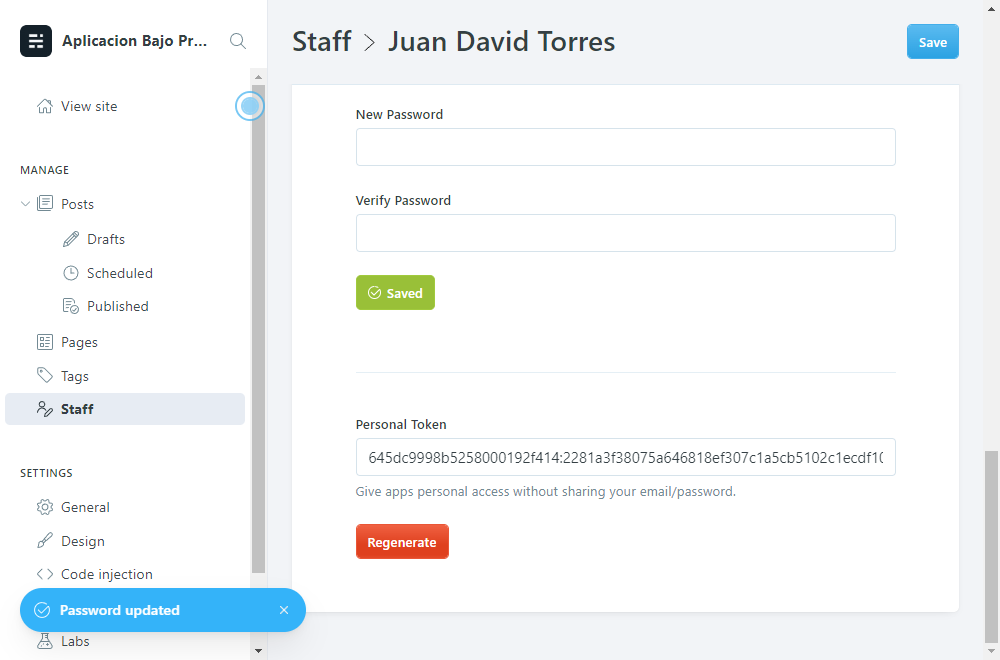 Aplicacion Bajo Pr...
View site
MANAGE
Posts
Drafts
Scheduled
Published
Pages
Tags
Staff
SETTINGS
General
Design
Code injection
Password updated
Labs
Staff > Juan David Torres
Save
New Password
Verify Password
Saved
Personal Token
645dc9998b5258000192f414:2281a3f38075a646818ef307c1a5cb5102c1ecdf10
Give apps personal access without sharing your email/password.
Regenerate